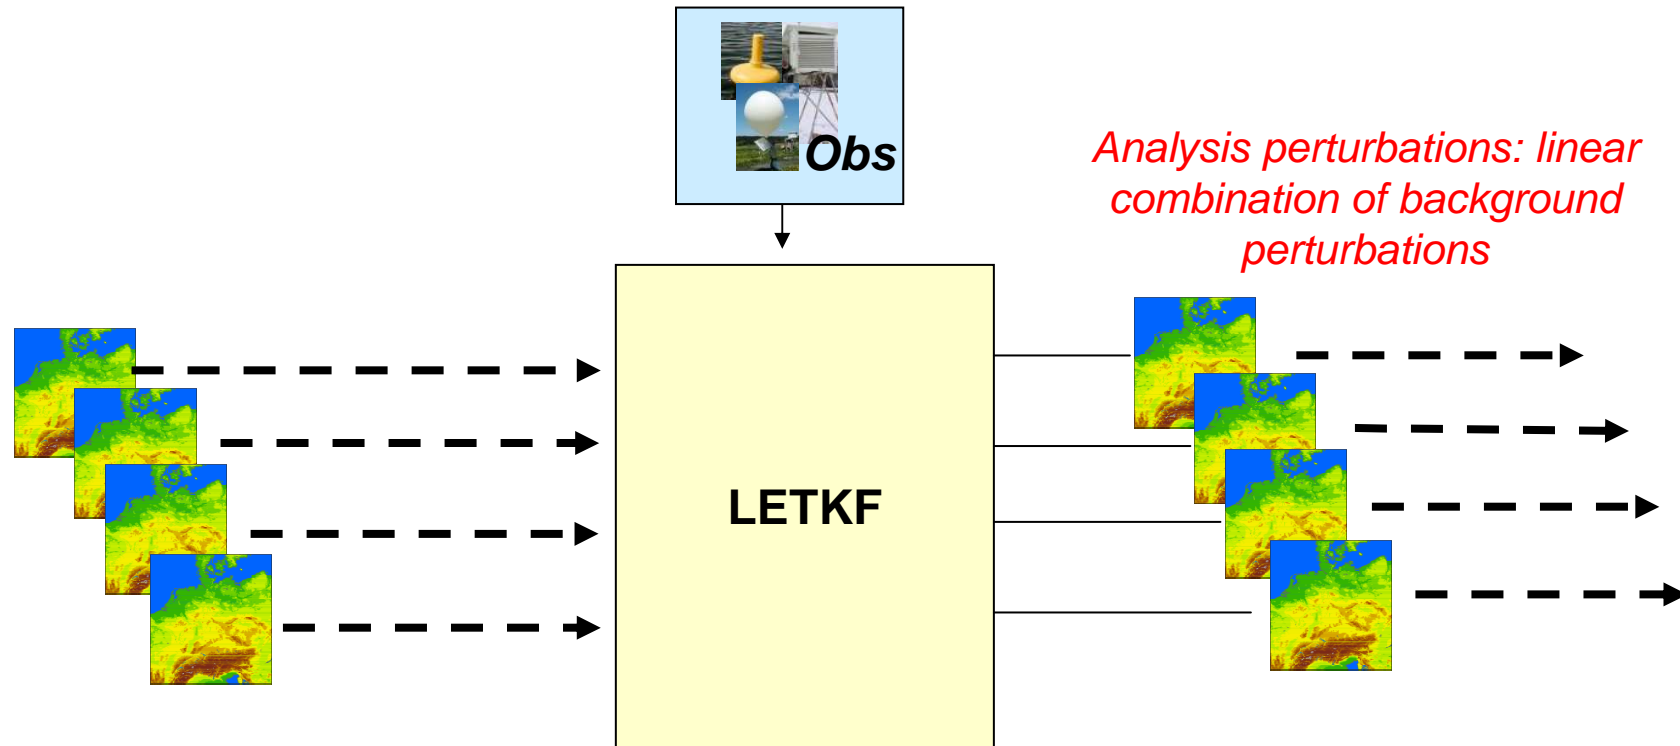 Obs
Analysis perturbations: linear
combination of background
perturbations
LETKF